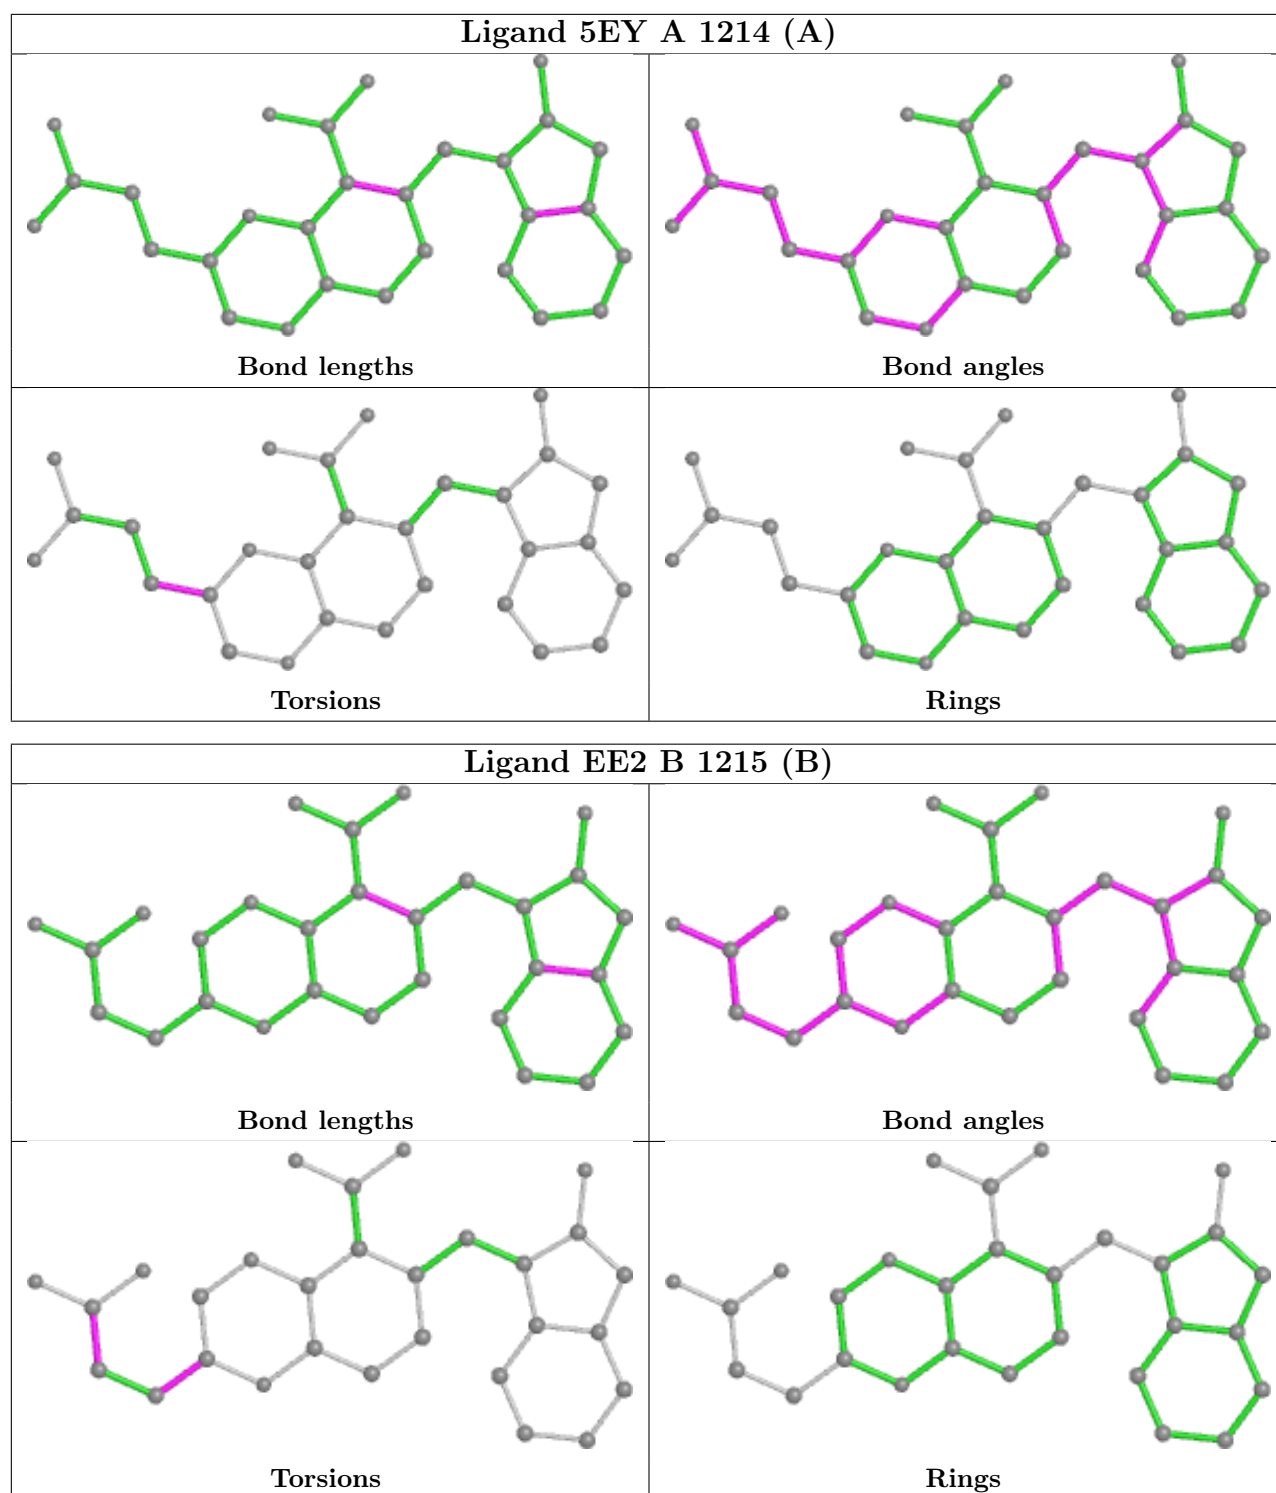 Ligand 5EY A 1214 (A)
Bond lengths
Bond angles
Torsions
Rings
Ligand EE2 B 1215 (B)
Bond lengths
Bond angles
Torsions
Rings